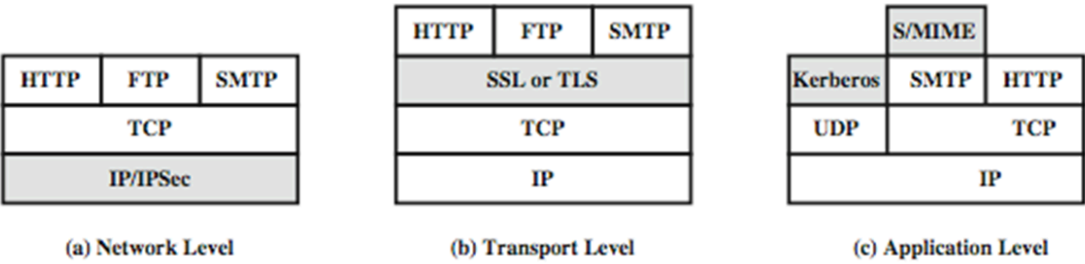 HTTP FTP SMTP
TCP
IP/IPSec
(a) Network Level
HTTP FTP SMTP
SSL or TLS
TCP
IP
(b) Transport Level
S/MIME
Kerberos SMTP HTTP
UDP TCP
IP
(c) Application Level